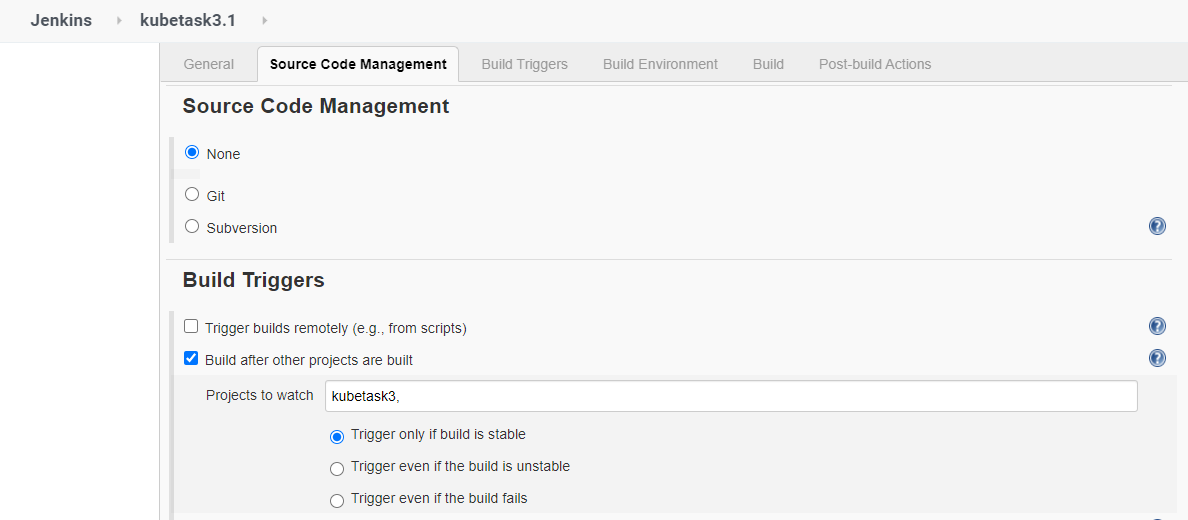 Jenkins kubetask3.1
General Source Code Management Build Triggers Build Environment Build Post-build Actions
Source Code Management
None
Git
Subversion
?
Build Triggers
Trigger builds remotely (e.g., from scripts)
?
Build after other projects are built
?
Projects to watch kubetask3,
Trigger only if build is stable
Trigger even if the build is unstable
Trigger even if the build fails